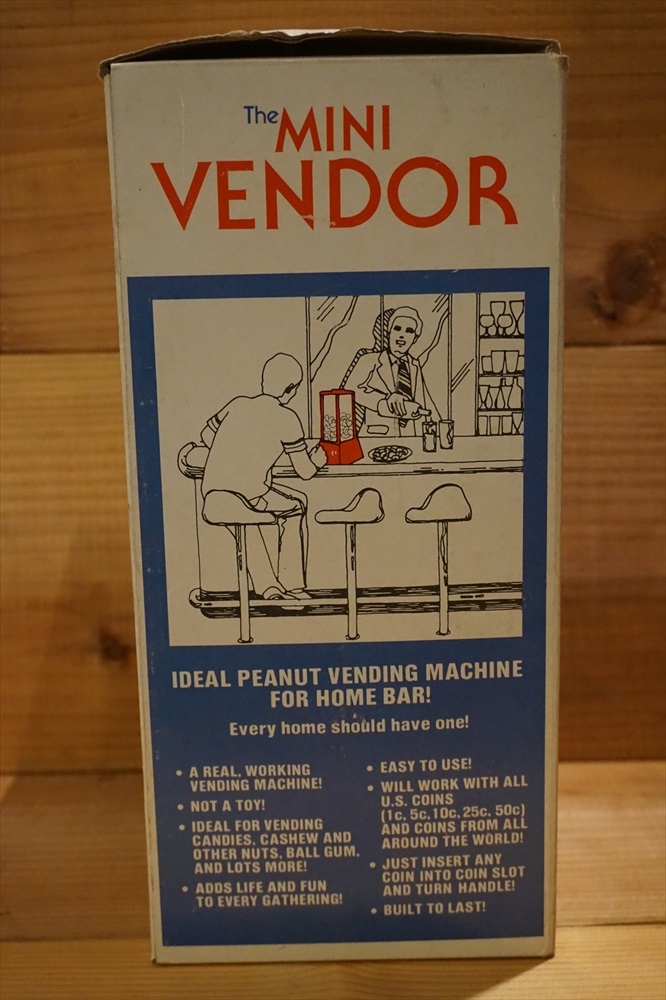 The MINI
VENDOR
IDEAL PEANUT VENDING MACHINE
FOR HOME BAR!
Every home should have one!
• A REAL, WORKING
VENDING MACHINE!
• NOT A TOY!
• IDEAL FOR VENDING
CANDIES, CASHEW AND
OTHER NUTS, BALL GUM,
AND LOTS MORE!
• ADDS LIFE AND FUN
TO EVERY GATHERING!
• EASY TO USE!
• WILL WORK WITH ALL
U.S. COINS
(1c, 5c, 10c, 25c, 50c)
AND COINS FROM ALL
AROUND THE WORLD!
• JUST INSERT ANY
COIN INTO COIN SLOT
AND TURN HANDLE!
• BUILT TO LAST!